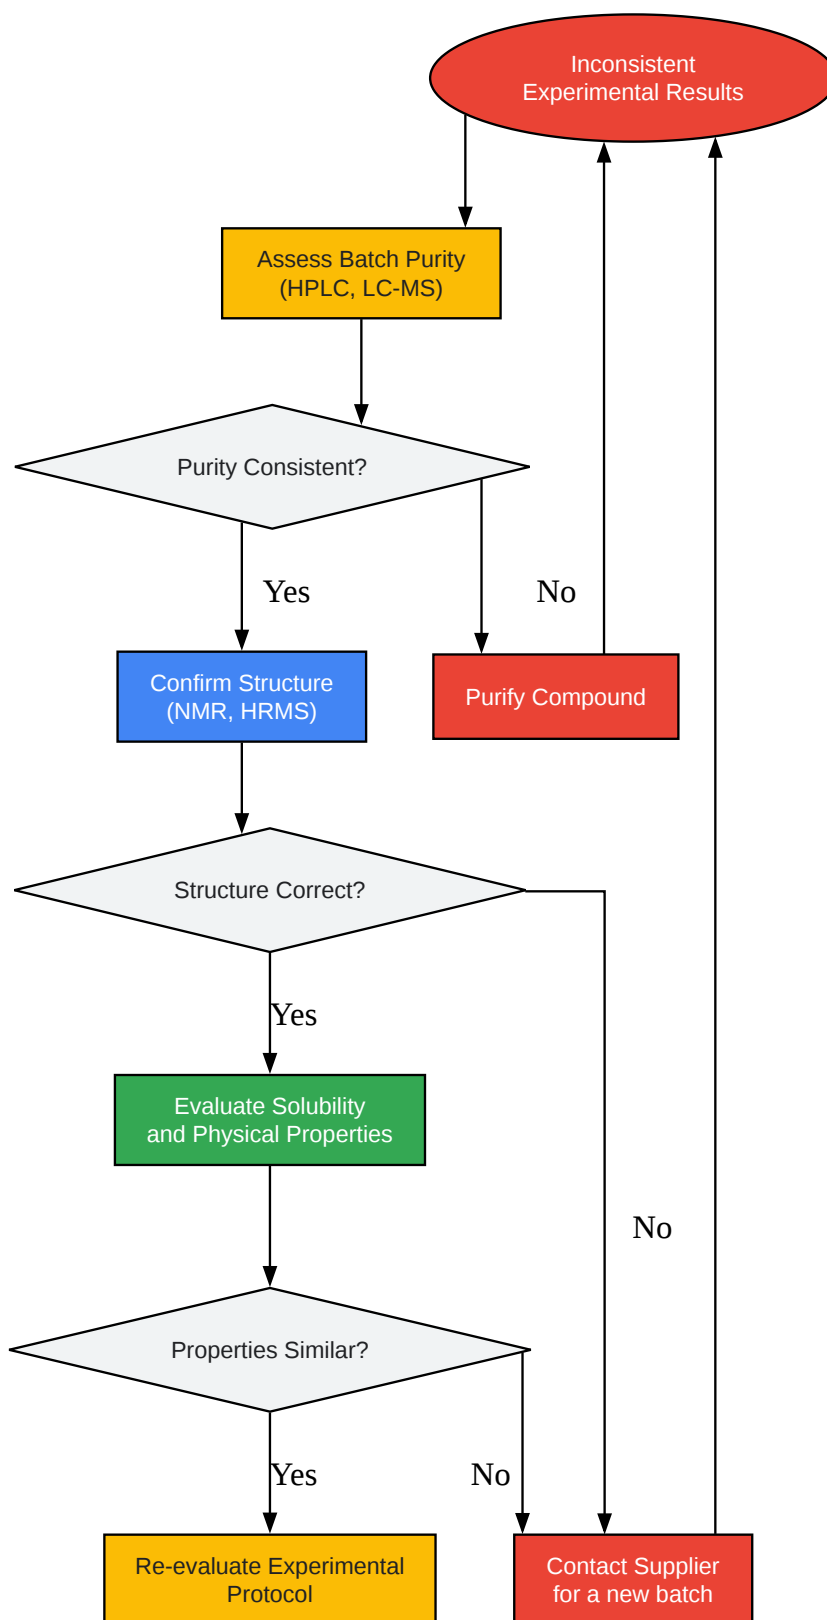 Inconsistent
Experimental Results
Assess Batch Purity
(HPLC, LC-MS)
Purity Consistent?
Yes
No
Confirm Structure
(NMR, HRMS)
Purify Compound
Structure Correct?
Yes
Evaluate Solubility
and Physical Properties
No
Properties Similar?
Yes
No
Re-evaluate Experimental
Protocol
Contact Supplier
for a new batch